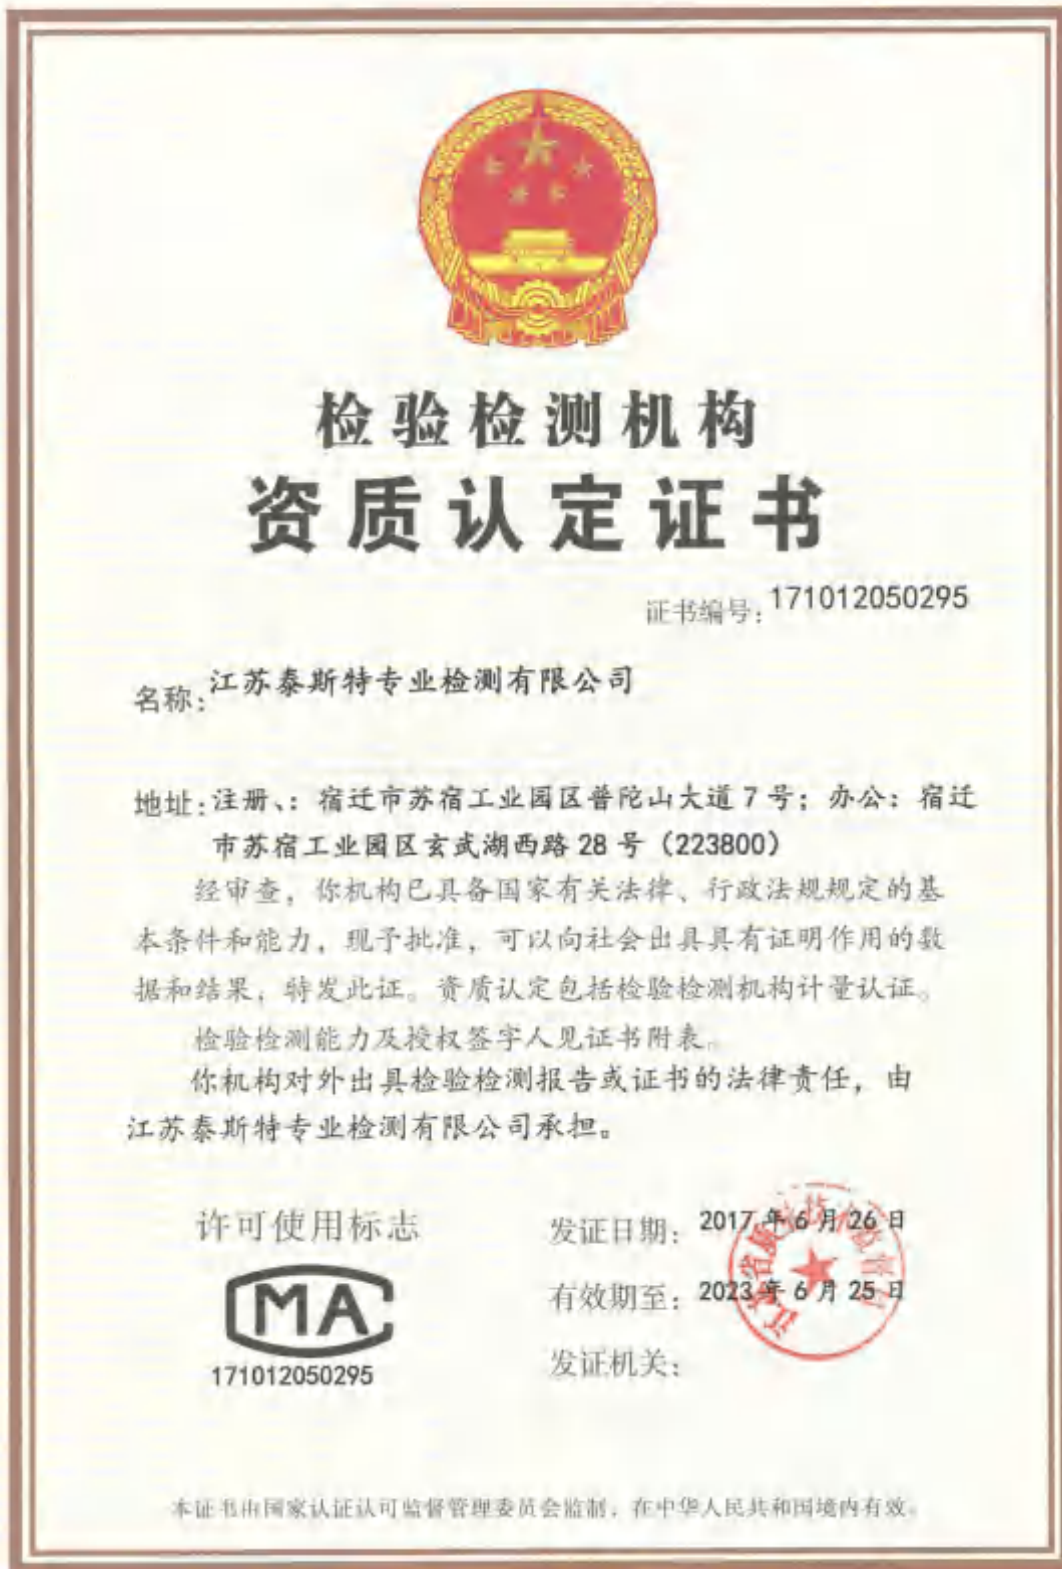 检验检测机构
资质认定证书
证书编号：171012050295
名称：江苏泰斯特专业检测有限公司
地址：注册、：宿迁市苏宿工业园区普陀山大道7号；办公：宿迁
市苏宿工业园区玄武湖西路28号（223800）
经审查，你机构已具备国家有关法律、行政法规规定的基
本条件和能力，现予批准，可以向社会出具具有证明作用的数
据和结果，特发此证。资质认定包括检验检测机构计量认证。
检验检测能力及授权签字人见证书附表。
你机构对外出具检验检测报告或证书的法律责任，由
江苏泰斯特专业检测有限公司承担。
许可使用标志
MA
171012050295
发证日期：2017年6月26日
有效期至：2023年6月25日
发证机关：
江苏省质量技术监督局
本证书由国家认证认可监督管理委员会监制，在中华人民共和国境内有效。